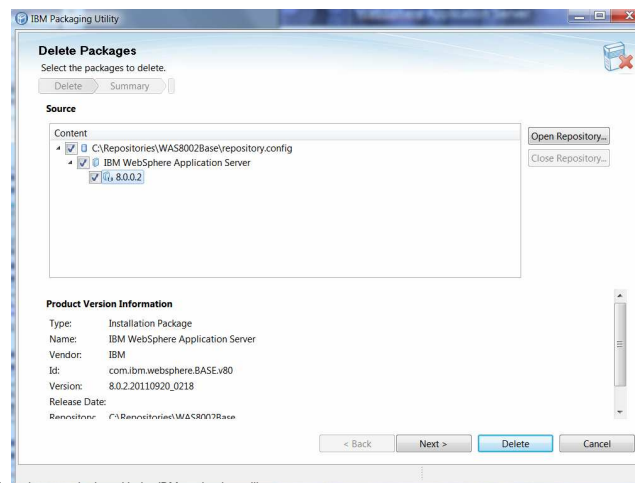 IBM Packaging Utility
Delete Packages
Select the packages to delete.
Delete
Summary
Source
Content
C:\Repositories\WAS8002Base\repository.config
IBM WebSphere Application Server
8.0.0.2
Open Repository...
Close Repository...
Product Version Information
Type: Installation Package
Name: IBM WebSphere Application Server
Vendor: IBM
Id: com.ibm.websphere.BASE.v80
Version: 8.0.2.20110920_0218
Release Date:
C:\Repositories\WAS8002Base
< Back
Next >
Delete
Cancel